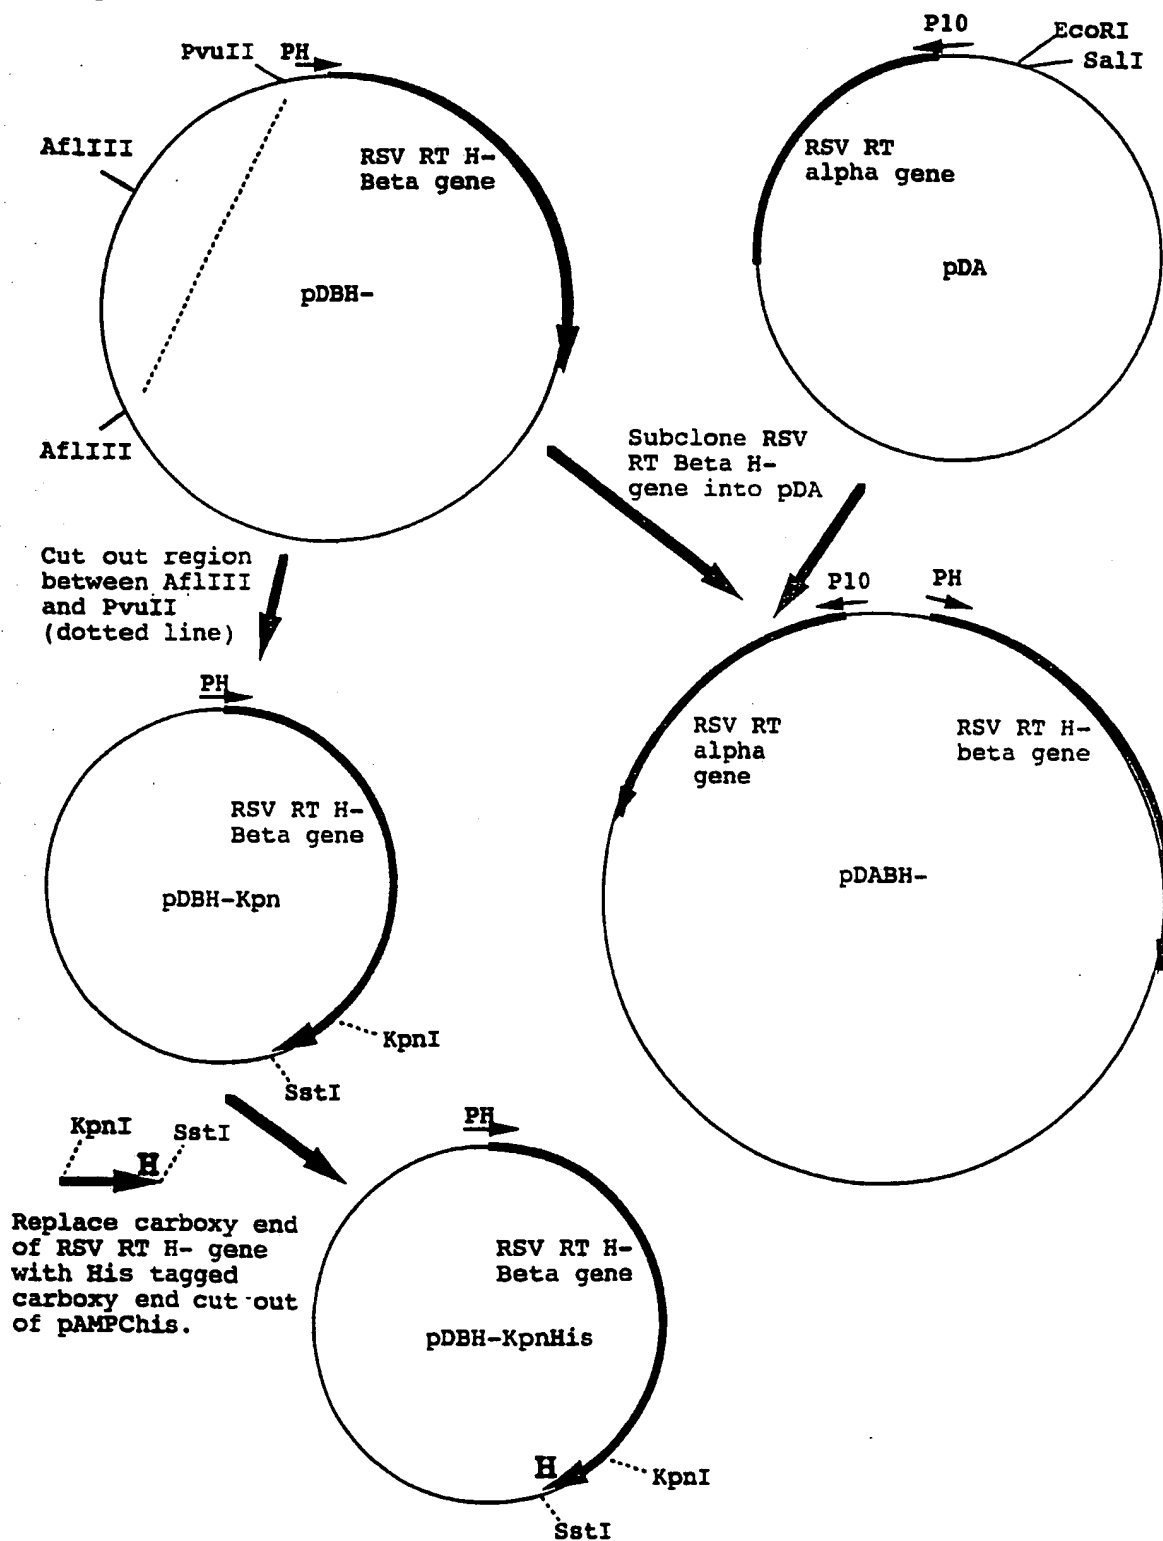 PvuII
PH
AflIII
RSV RT H-
Beta gene
pDBH-
AflIII
P10
EcoRI
SalI
RSV RT
alpha gene
pDA
Subclone RSV
RT Beta H-
gene into pDA
Cut out region
between AflIII
and PvuII
(dotted line)
P10
PH
RSV RT
alpha
gene
RSV RT H-
beta gene
pDABH-
PH
RSV RT H-
Beta gene
pDBH-Kpn
KpnI
SstI
KpnI
SstI
H
Replace carboxy end
of RSV RT H- gene
with His tagged
carboxy end cut out
of pAMPChis.
PH
RSV RT H-
Beta gene
pDBH-KpnHis
H
KpnI
SstI